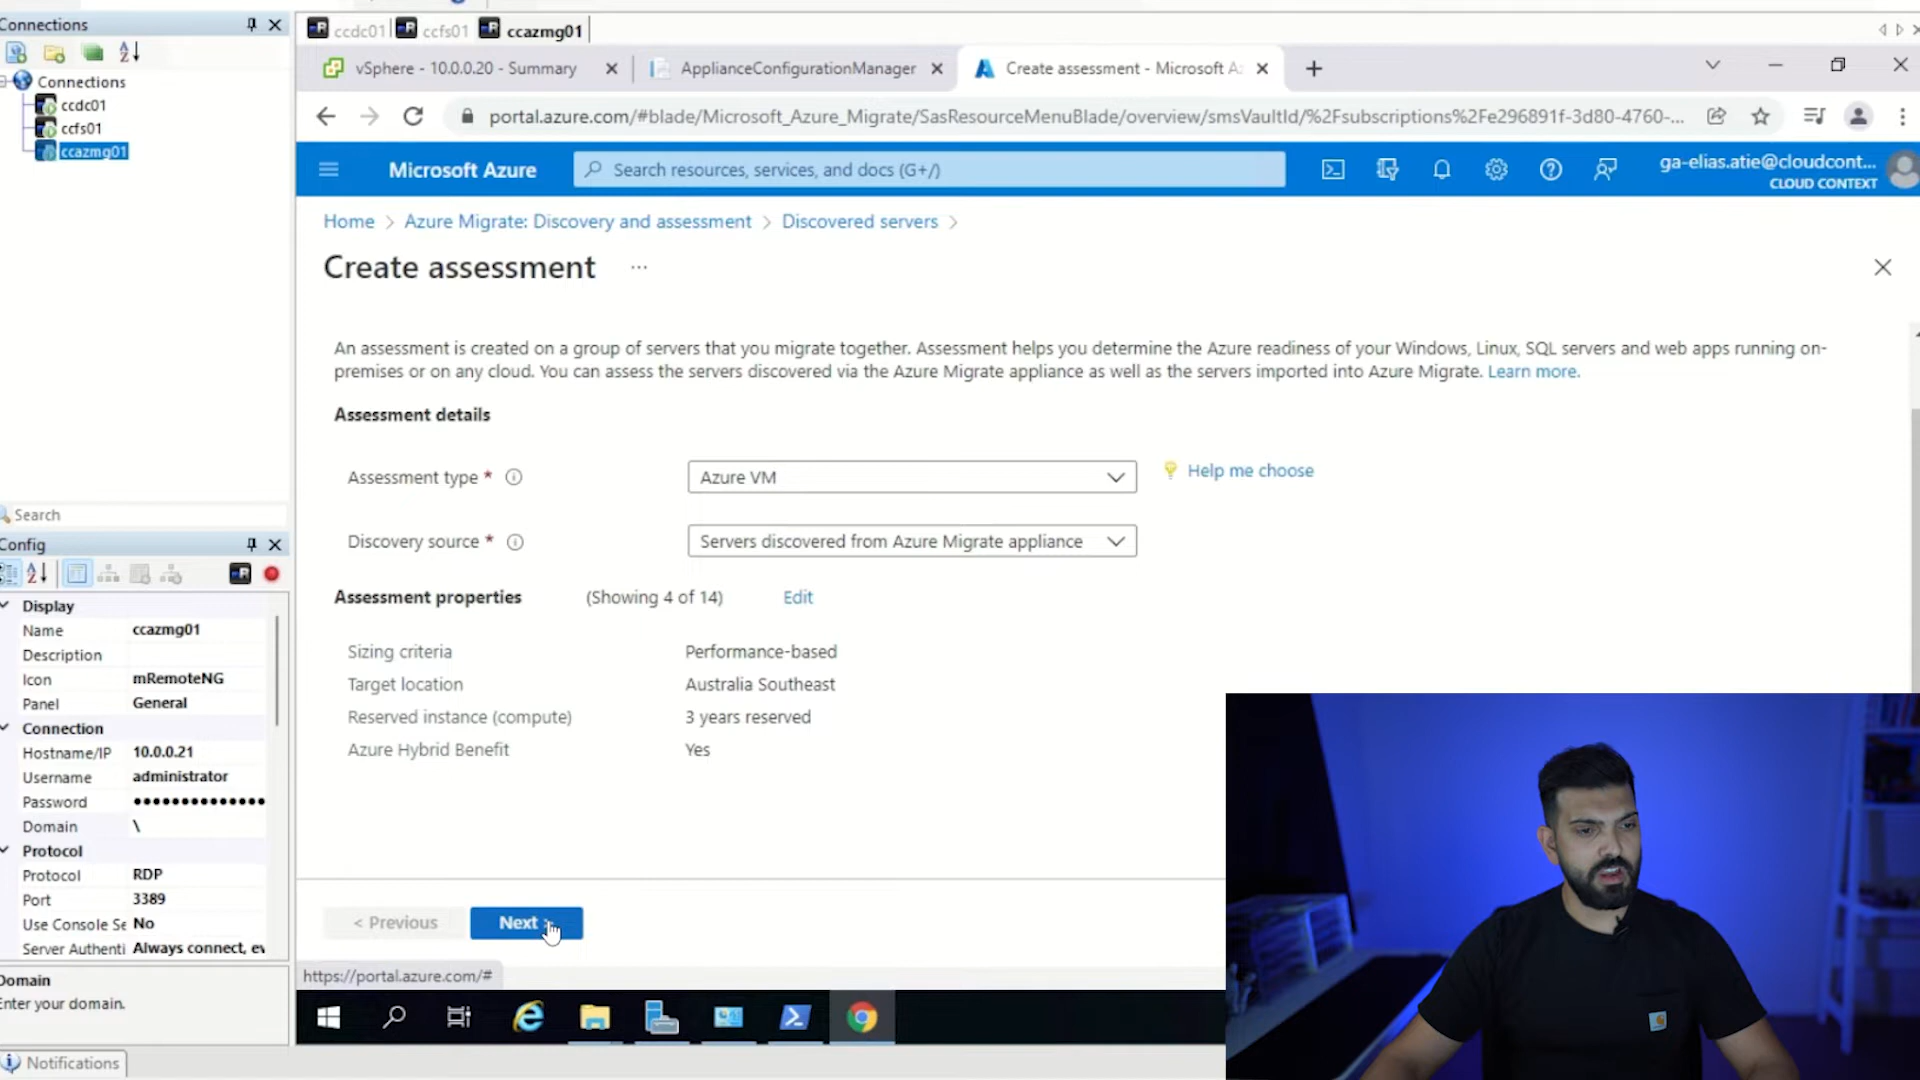 Connections
Connections
ccdc01
ccfs01
ccazmg01
Search
Config
Display
Name ccazmg01
Description
Icon mRemoteNG
Panel General
Connection
Hostname/IP 10.0.0.21
Username administrator
Password ●●●●●●●●●●●●●●
Domain \
Protocol
Protocol RDP
Port 3389
Use Console Se No
Server Authenti Always connect, ev
Domain
Enter your domain.
Notifications
ccdc01 ccfs01 ccazmg01
vSphere - 10.0.0.20 - Summary
ApplianceConfigurationManager
Create assessment - Microsoft A
portal.azure.com/#blade/Microsoft_Azure_Migrate/SasResourceMenuBlade/overview/smsVaultId/%2Fsubscriptions%2Fe296891f-3d80-4760-...
Microsoft Azure
Search resources, services, and docs (G+/)
ga-elias.atie@cloudcont...
CLOUD CONTEXT
Home > Azure Migrate: Discovery and assessment > Discovered servers >
Create assessment ...
An assessment is created on a group of servers that you migrate together. Assessment helps you determine the Azure readiness of your Windows, Linux, SQL servers and web apps running on-
premises or on any cloud. You can assess the servers discovered via the Azure Migrate appliance as well as the servers imported into Azure Migrate. Learn more.
Assessment details
Assessment type * Azure VM Help me choose
Discovery source * Servers discovered from Azure Migrate appliance
Assessment properties (Showing 4 of 14) Edit
Sizing criteria Performance-based
Target location Australia Southeast
Reserved instance (compute) 3 years reserved
Azure Hybrid Benefit Yes
< Previous
Next >
https://portal.azure.com/#